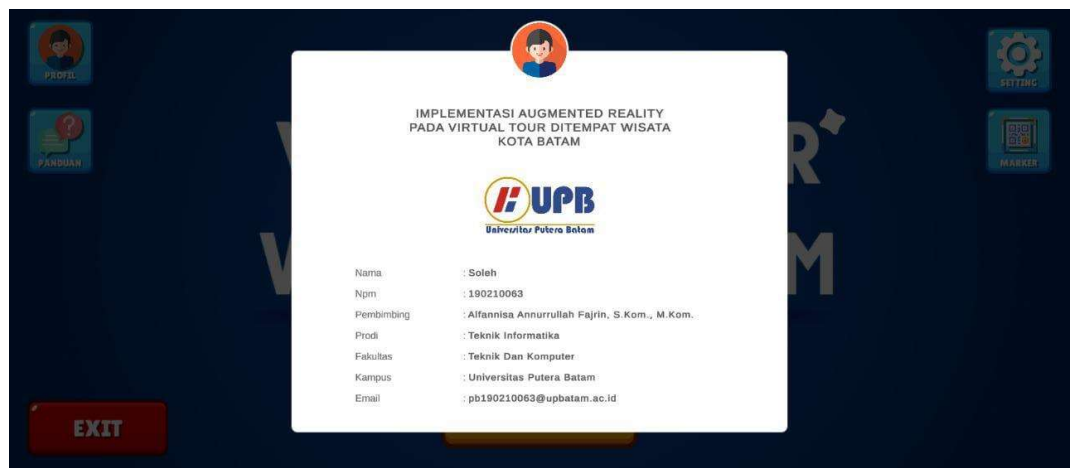 PROFIL
SETTING
PANDUAN
MARKER
IMPLEMENTASI AUGMENTED REALITY
PADA VIRTUAL TOUR DITEMPAT WISATA
KOTA BATAM
UPB
Universitas Putera Batam
Nama : Soleh
Npm : 190210063
Pembimbing : Alfannisa Annurrullah Fajrin, S.Kom., M.Kom.
Prodi : Teknik Informatika
Fakultas : Teknik Dan Komputer
Kampus : Universitas Putera Batam
Email : pb190210063@upbatam.ac.id
EXIT